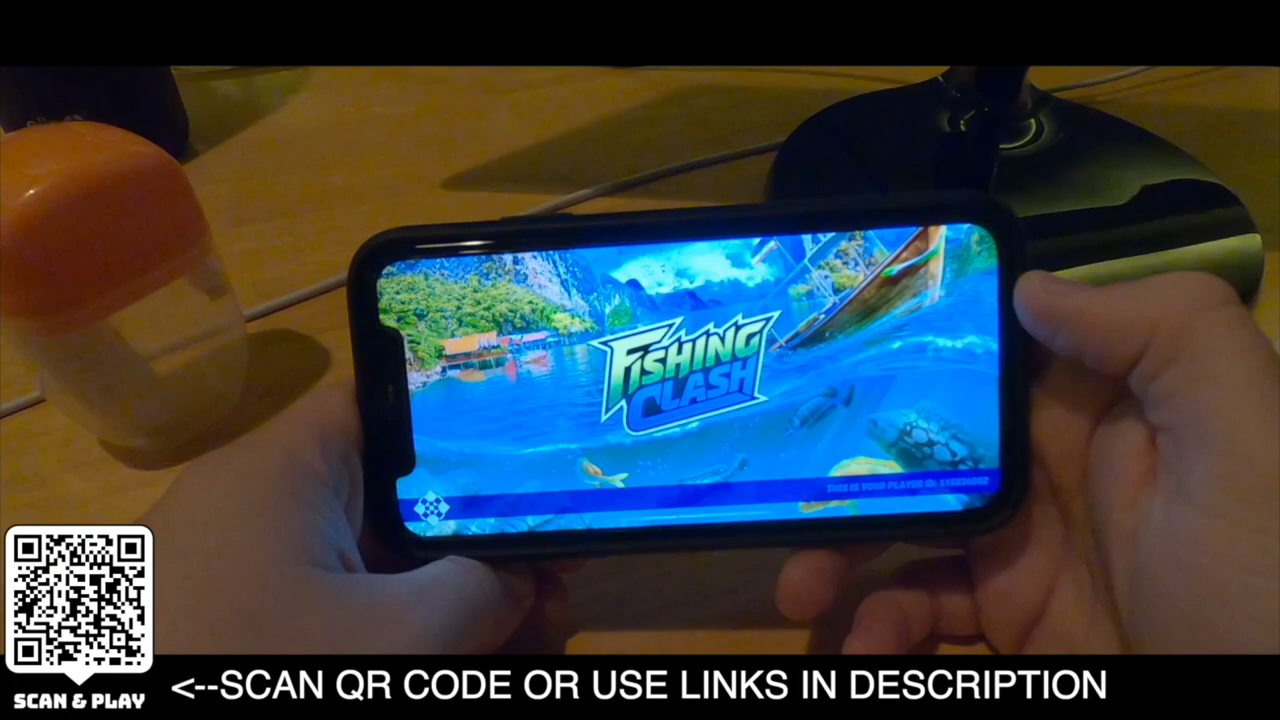 FISHING
CLASH
THIS IS YOUR PLAYER ID:
SCAN & PLAY
<--SCAN QR CODE OR USE LINKS IN DESCRIPTION